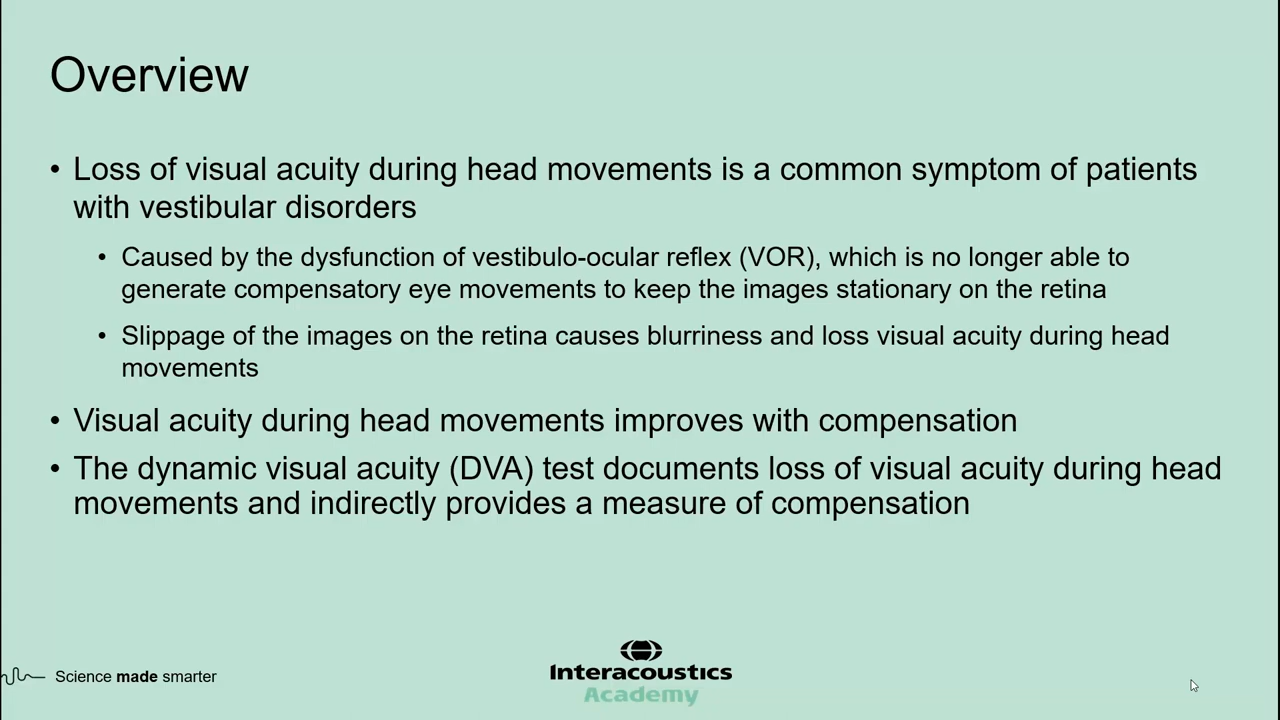 Overview
• Loss of visual acuity during head movements is a common symptom of patients
with vestibular disorders
• Caused by the dysfunction of vestibulo-ocular reflex (VOR), which is no longer able to
generate compensatory eye movements to keep the images stationary on the retina
• Slippage of the images on the retina causes blurriness and loss visual acuity during head
movements
• Visual acuity during head movements improves with compensation
• The dynamic visual acuity (DVA) test documents loss of visual acuity during head
movements and indirectly provides a measure of compensation
Science made smarter
Interacoustics
Academy